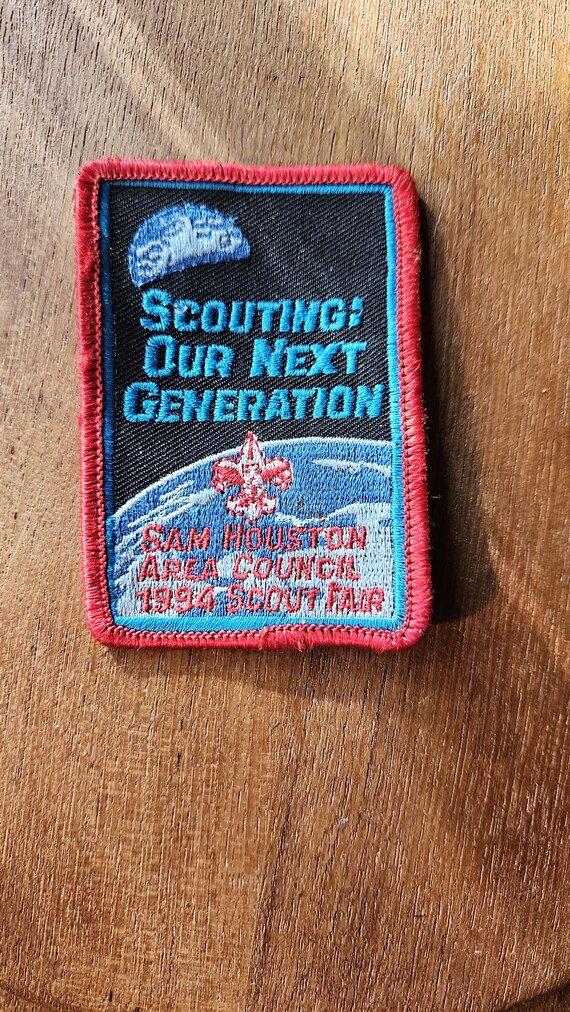 SCOUTING:
OUR NEXT
GENERATION
SAM HOUSTON
AREA COUNCIL
1994 SCOUT FAIR